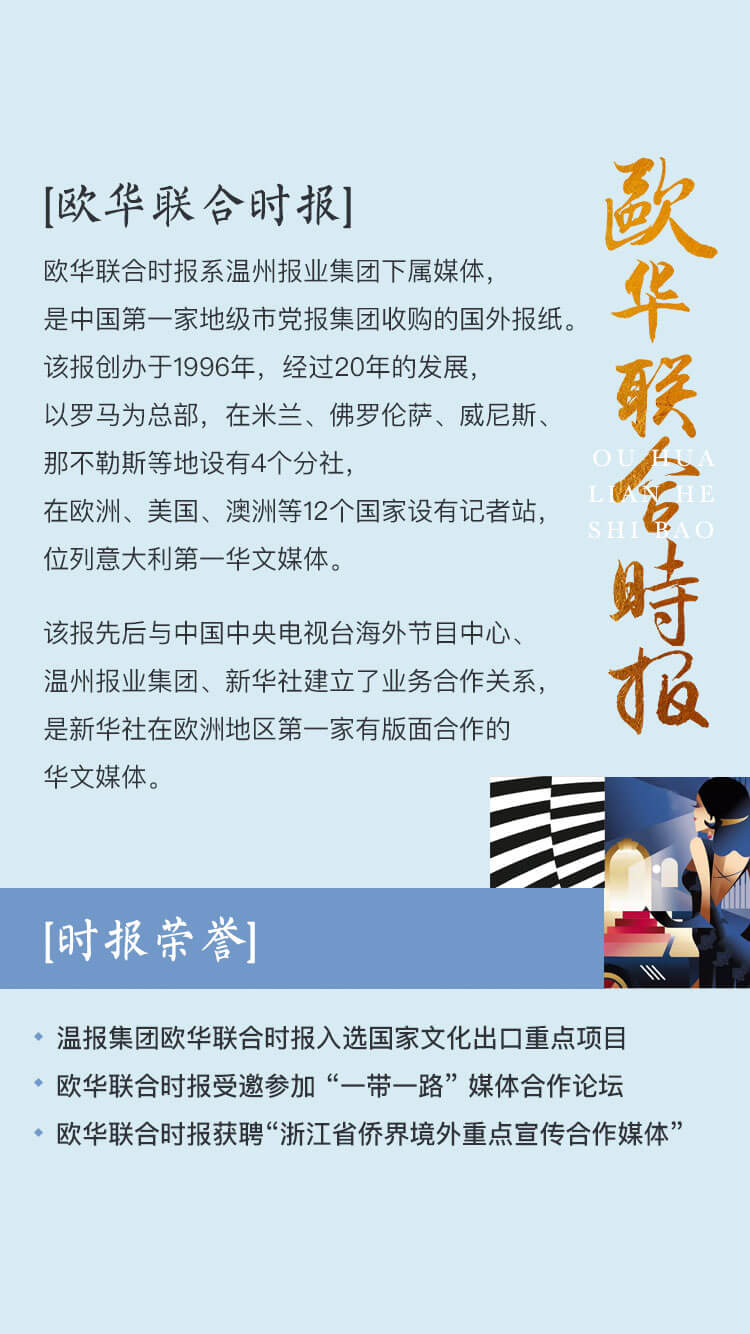 [欧华联合时报]
欧华联合时报系温州报业集团下属媒体，
是中国第一家地级市党报集团收购的国外报纸。
该报创办于1996年，经过20年的发展，
以罗马为总部，在米兰、佛罗伦萨、威尼斯、
那不勒斯等地设有4个分社，
在欧洲、美国、澳洲等12个国家设有记者站，
位列意大利第一华文媒体。
该报先后与中国中央电视台海外节目中心、
温州报业集团、新华社建立了业务合作关系，
是新华社在欧洲地区第一家有版面合作的
华文媒体。
歐华联合時报
OU HUA
LIAN HE
SHI BAO
[时报荣誉]
温报集团欧华联合时报入选国家文化出口重点项目
欧华联合时报受邀参加“一带一路”媒体合作论坛
欧华联合时报获聘“浙江省侨界境外重点宣传合作媒体”